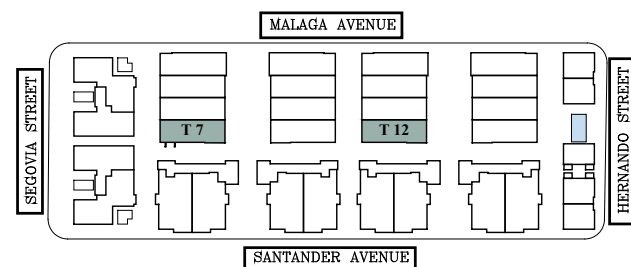 MALAGA AVENUE
SEGOVIA STREET
T 7
T 12
HERNANDO STREET
SANTANDER AVENUE